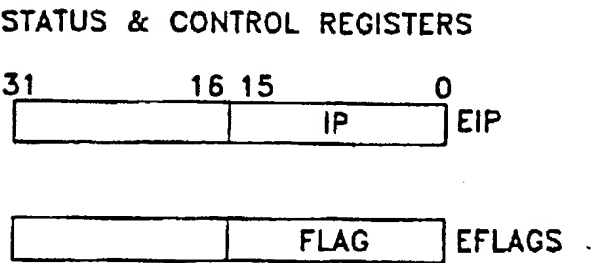 STATUS & CONTROL REGISTERS
31 16 15 0
IP EIP
FLAG EFLAGS